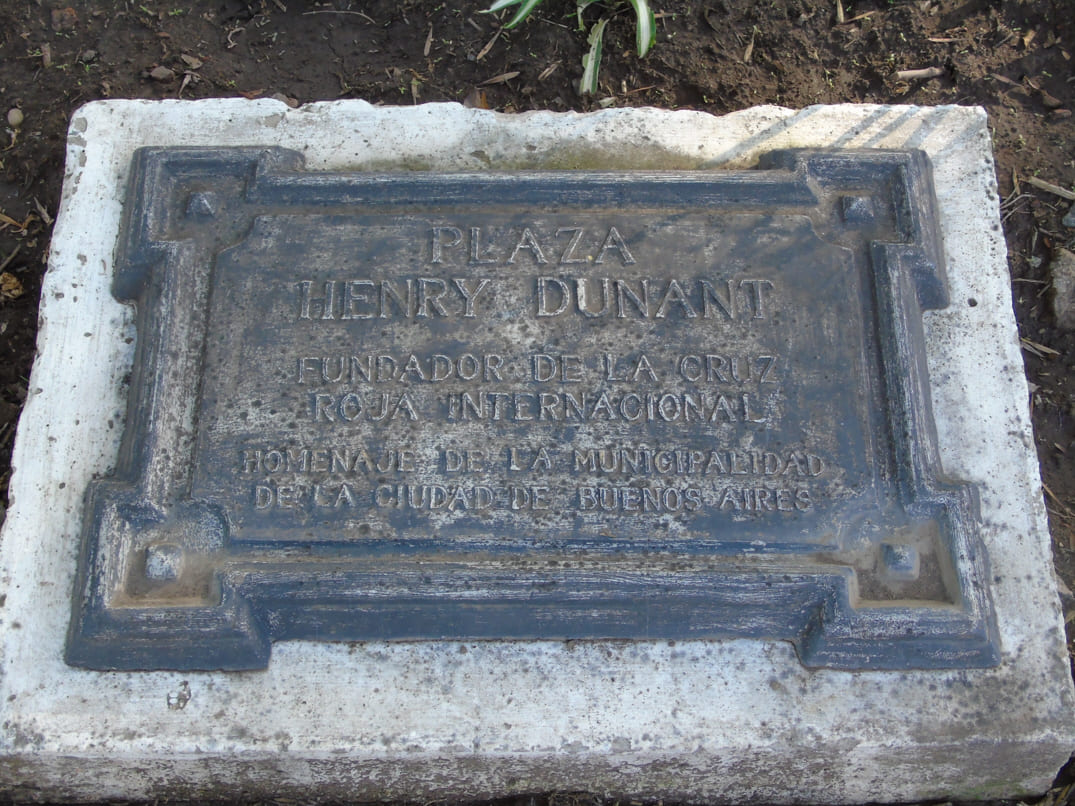 PLAZA
HENRY DUNANT
FUNDADOR DE LA CRUZ
ROJA INTERNACIONAL
HOMENAJE DE LA MUNICIPALIDAD
DE LA CIUDAD DE BUENOS AIRES